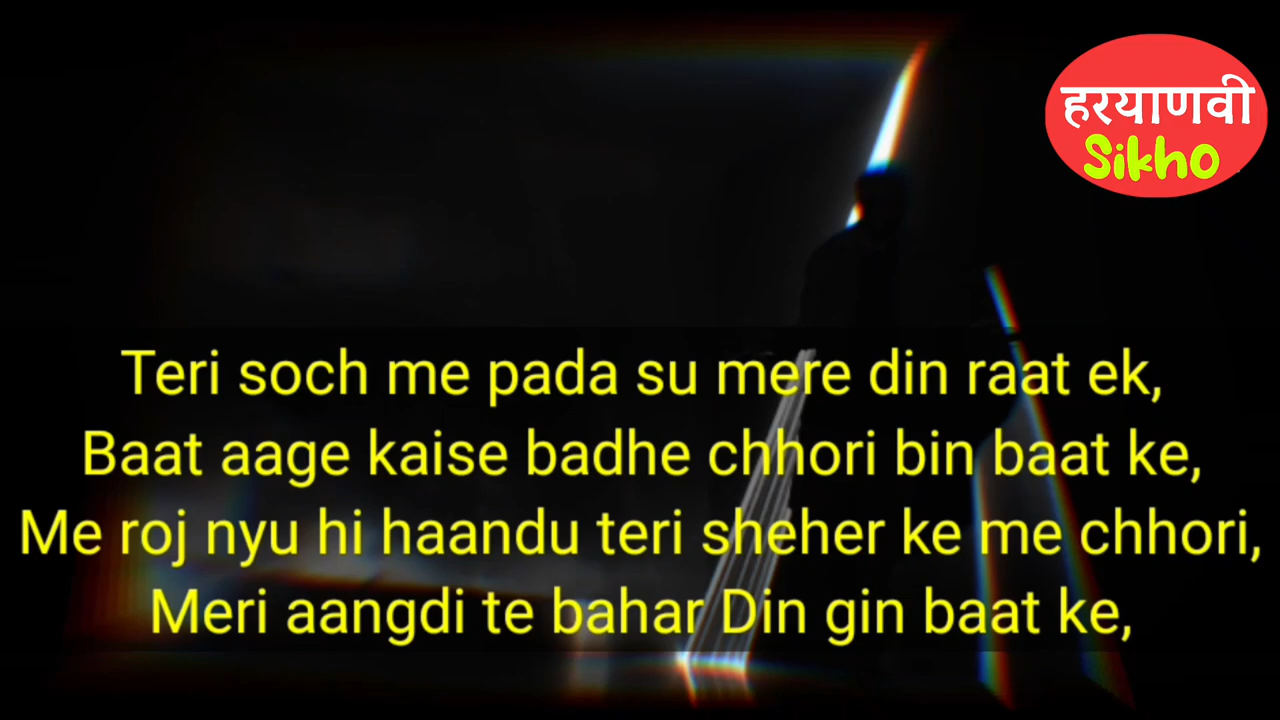 हरयाणवी
Sikho
Teri soch me pada su mere din raat ek,
Baat aage kaise badhe chhori bin baat ke,
Me roj nyu hi haandu teri sheher ke me chhori,
Meri aangdi te bahar Din gin baat ke,